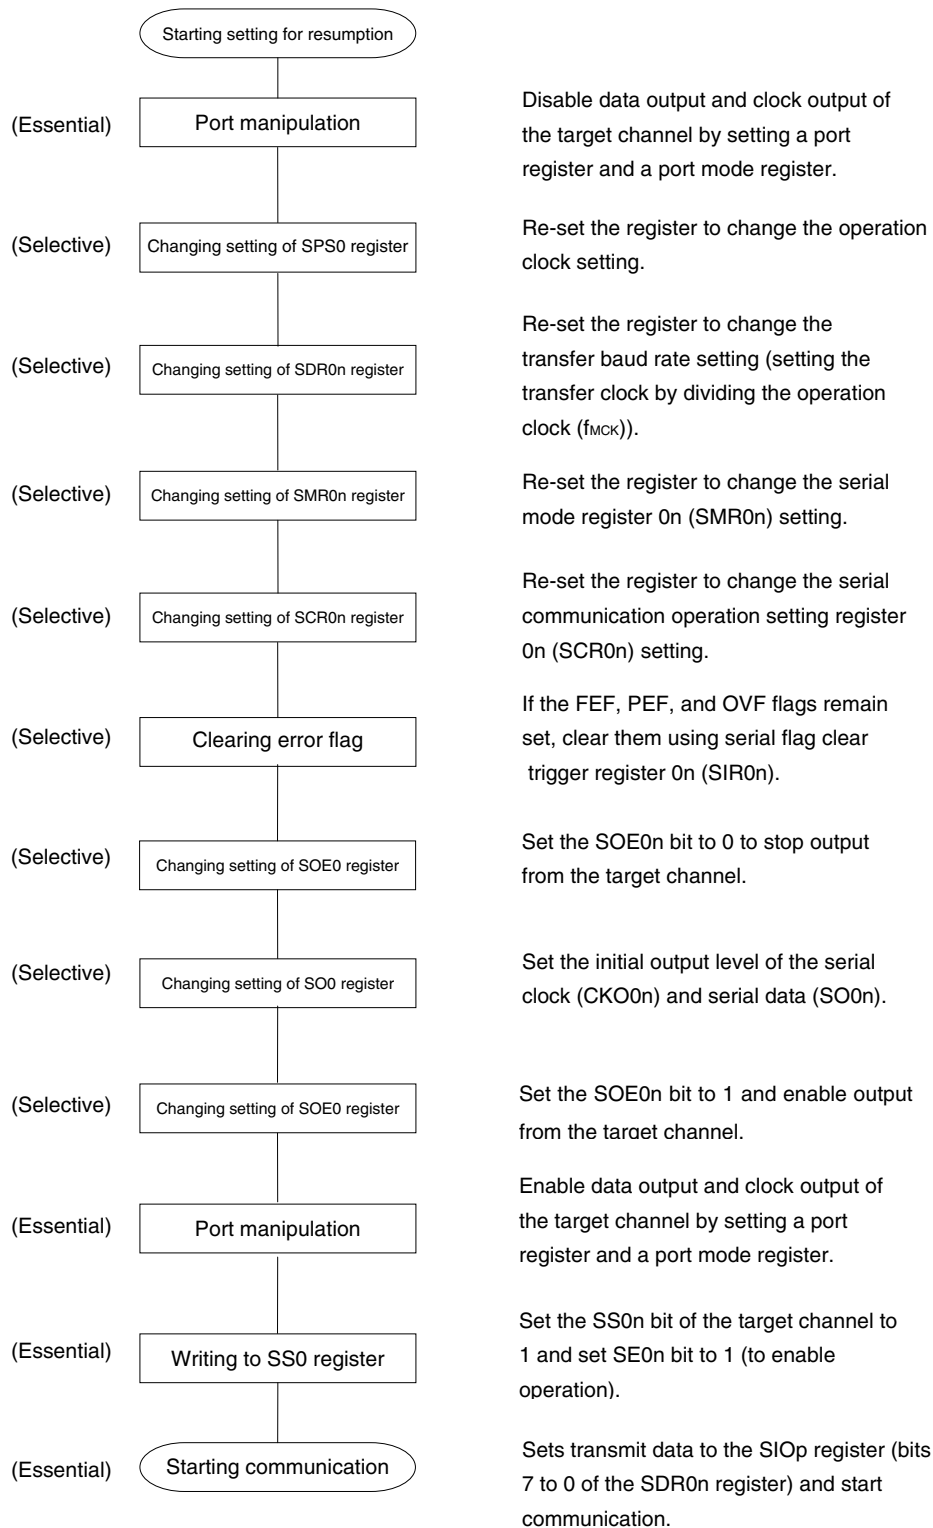 Starting setting for resumption
(Essential)
Port manipulation
Disable data output and clock output of
the target channel by setting a port
register and a port mode register.
(Selective)
Changing setting of SPS0 register
Re-set the register to change the operation
clock setting.
(Selective)
Changing setting of SDR0n register
Re-set the register to change the
transfer baud rate setting (setting the
transfer clock by dividing the operation
clock (fMCK)).
(Selective)
Changing setting of SMR0n register
Re-set the register to change the serial
mode register 0n (SMR0n) setting.
(Selective)
Changing setting of SCR0n register
Re-set the register to change the serial
communication operation setting register
0n (SCR0n) setting.
(Selective)
Clearing error flag
If the FEF, PEF, and OVF flags remain
set, clear them using serial flag clear
trigger register 0n (SIR0n).
(Selective)
Changing setting of SOE0 register
Set the SOE0n bit to 0 to stop output
from the target channel.
(Selective)
Changing setting of SO0 register
Set the initial output level of the serial
clock (CKO0n) and serial data (SO0n).
(Selective)
Changing setting of SOE0 register
Set the SOE0n bit to 1 and enable output
from the target channel.
(Essential)
Port manipulation
Enable data output and clock output of
the target channel by setting a port
register and a port mode register.
(Essential)
Writing to SS0 register
Set the SS0n bit of the target channel to
1 and set SE0n bit to 1 (to enable
operation).
(Essential)
Starting communication
Sets transmit data to the SIOp register (bits
7 to 0 of the SDR0n register) and start
communication.